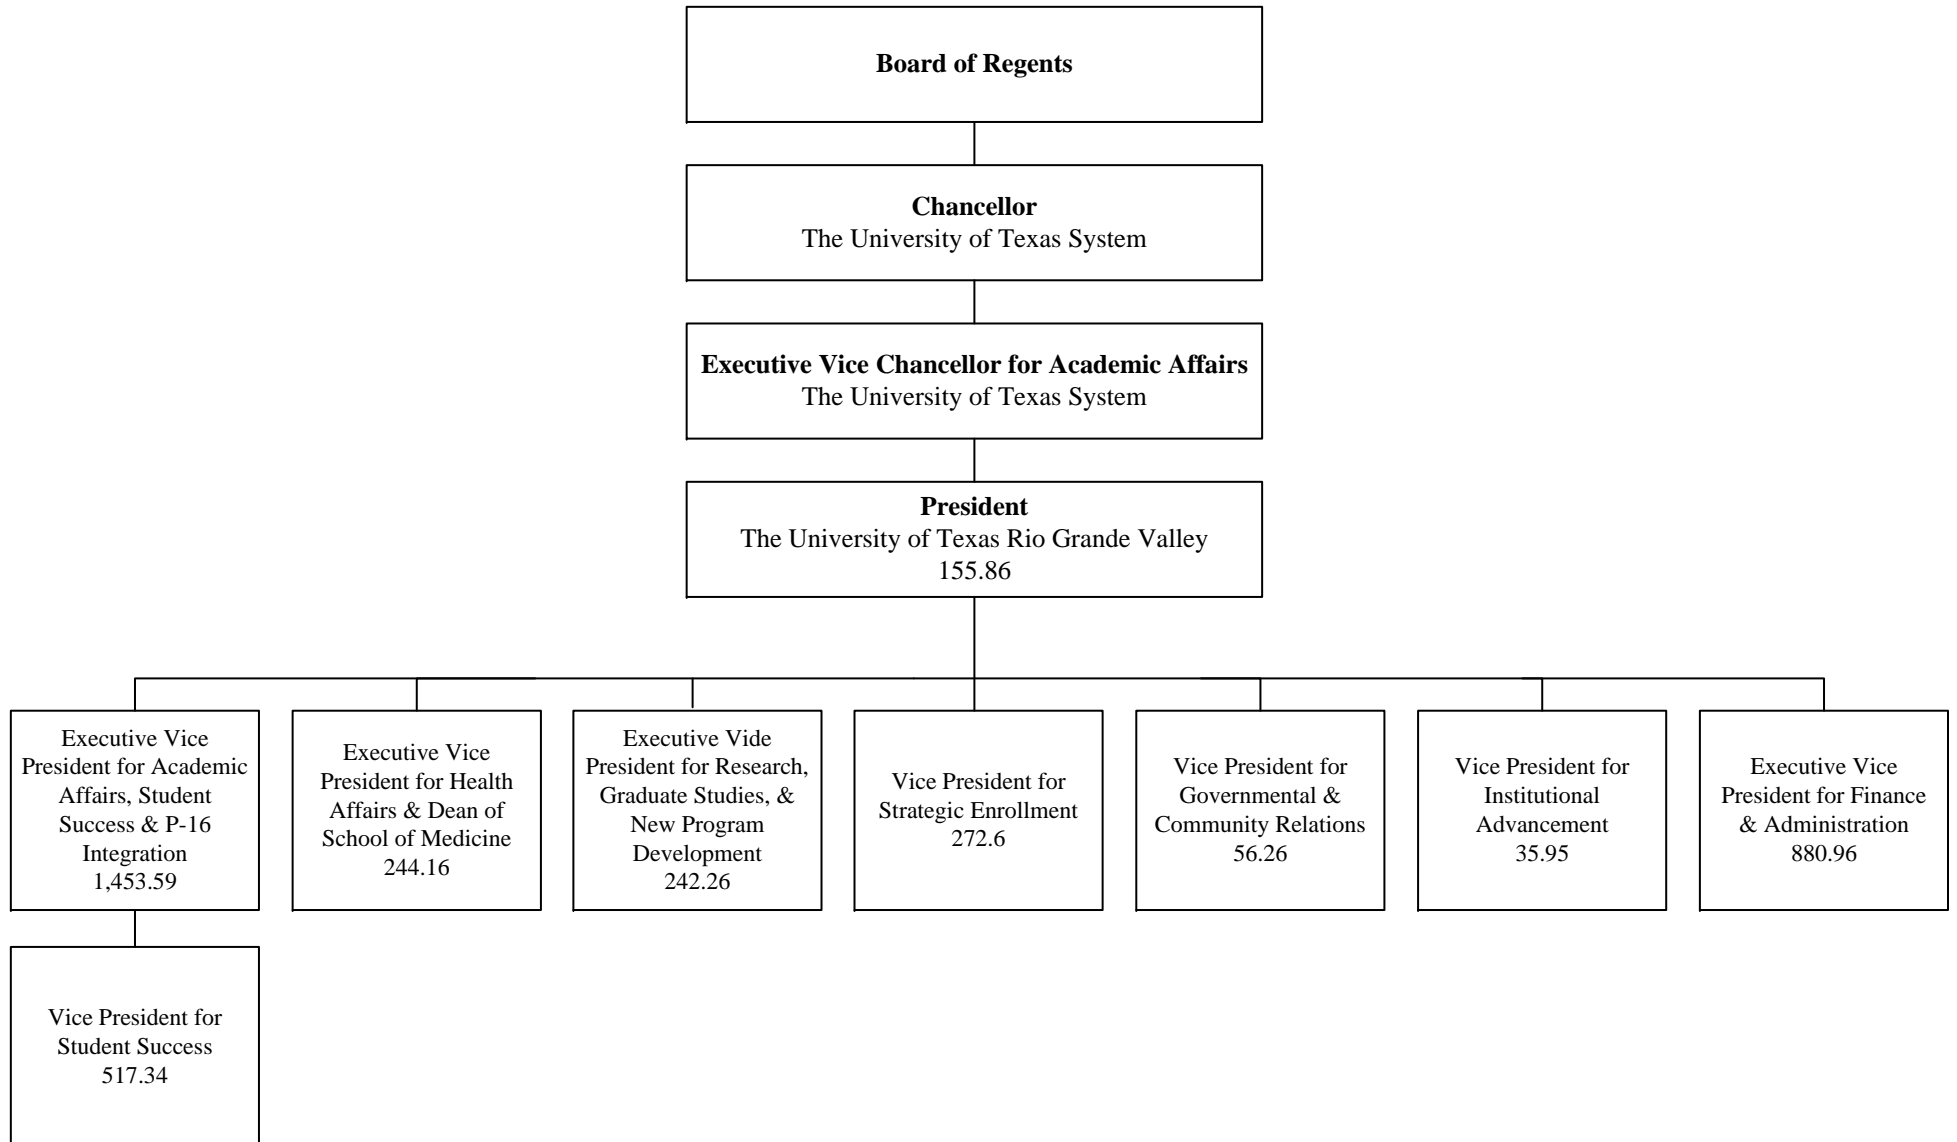 Board of Regents
Chancellor
The University of Texas System
Executive Vice Chancellor for Academic Affairs
The University of Texas System
President
The University of Texas Rio Grande Valley
155.86
Executive Vice
President for Academic
Affairs, Student
Success & P-16
Integration
1,453.59
Executive Vice
President for Health
Affairs & Dean of
School of Medicine
244.16
Executive Vide
President for Research,
Graduate Studies, &
New Program
Development
242.26
Vice President for
Strategic Enrollment
272.6
Vice President for
Governmental &
Community Relations
56.26
Vice President for
Institutional
Advancement
35.95
Executive Vice
President for Finance
& Administration
880.96
Vice President for
Student Success
517.34